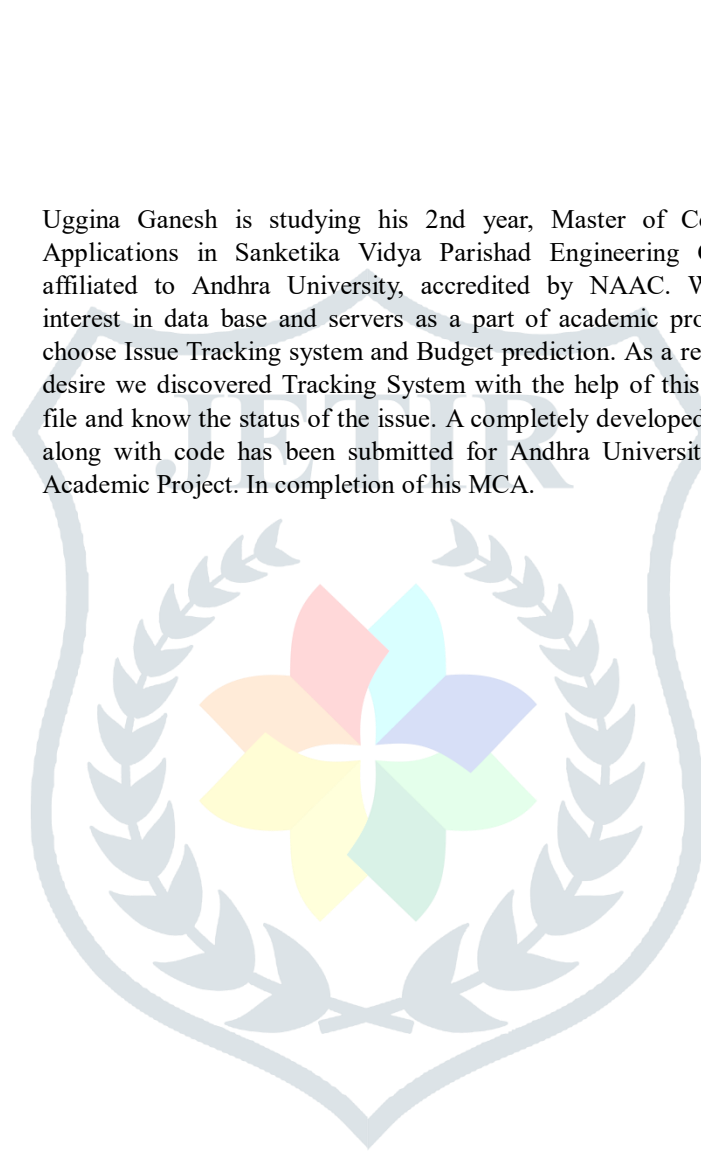 Uggina Ganesh is studying his 2nd year, Master of Co
Applications in Sanketika Vidya Parishad Engineering
affiliated to Andhra University, accredited by NAAC. W
interest in data base and servers as a part of academic pro
choose Issue Tracking system and Budget prediction. As a re
desire we discovered Tracking System with the help of this
file and know the status of the issue. A completely developed
along with code has been submitted for Andhra Universit
Academic Project. In completion of his MCA.
JETIR